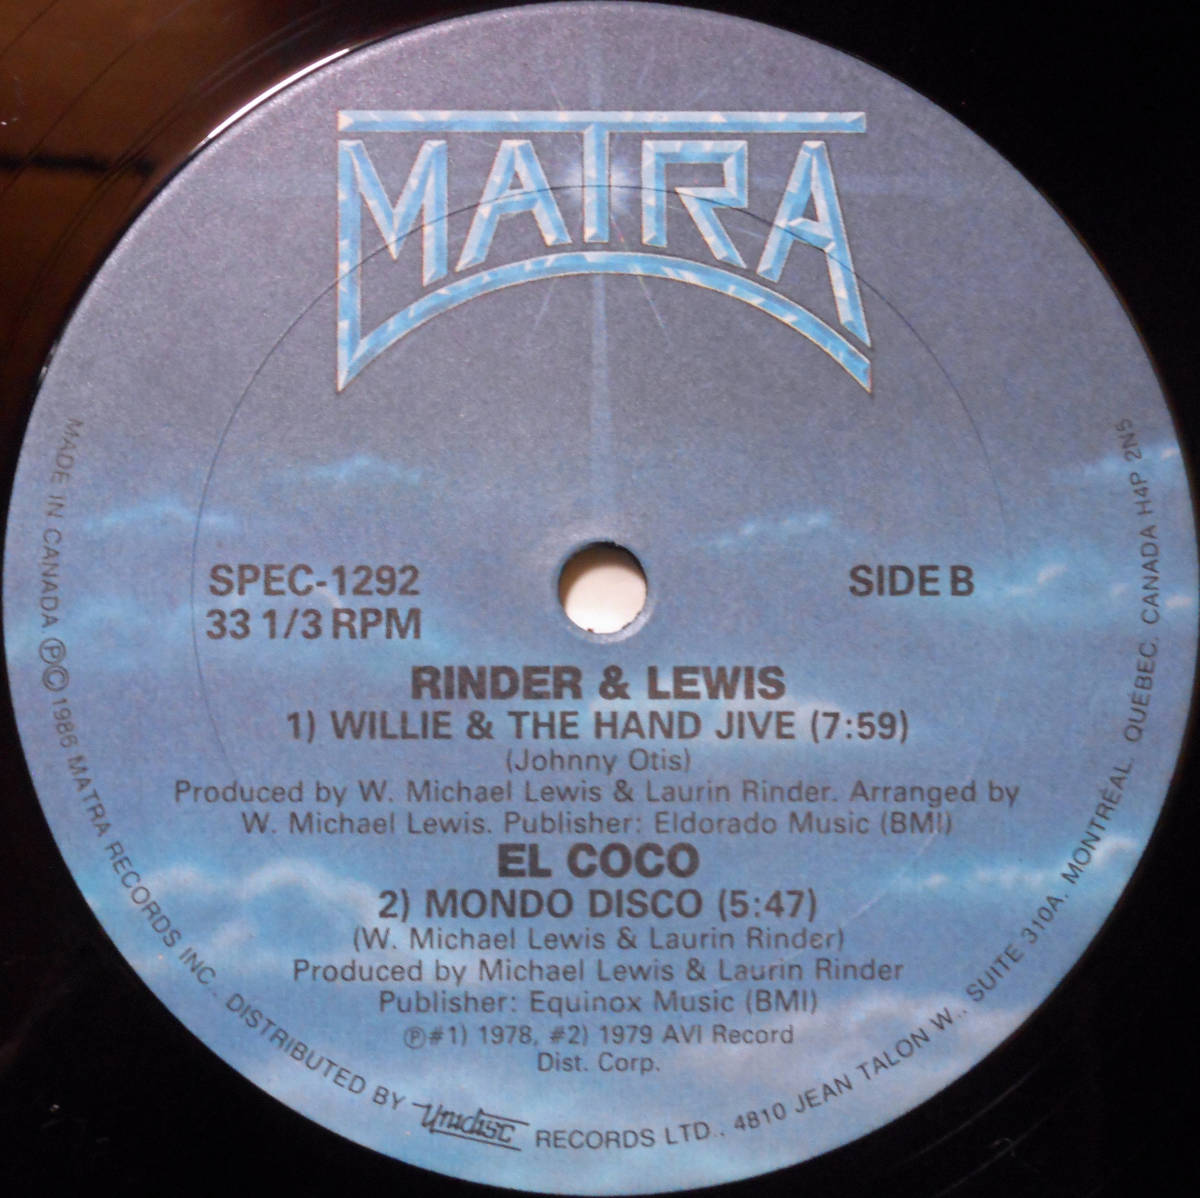 MATRA
SPEC-1292
33 1/3 RPM
SIDE B
RINDER & LEWIS
1) WILLIE & THE HAND JIVE (7:59)
(Johnny Otis)
Produced by W. Michael Lewis & Laurin Rinder. Arranged by
W. Michael Lewis. Publisher: Eldorado Music (BMI)
EL COCO
2) MONDO DISCO (5:47)
(W. Michael Lewis & Laurin Rinder)
Produced by Michael Lewis & Laurin Rinder
Publisher: Equinox Music (BMI)
℗#1) 1978, #2) 1979 AVI Record
Dist. Corp.
MADE IN CANADA ℗© 1986 MATRA RECORDS INC. DISTRIBUTED BY Unidisc RECORDS LTD., 4810 JEAN TALON W., SUITE 310A, MONTRÉAL, QUÉBEC, CANADA H4P 2N5